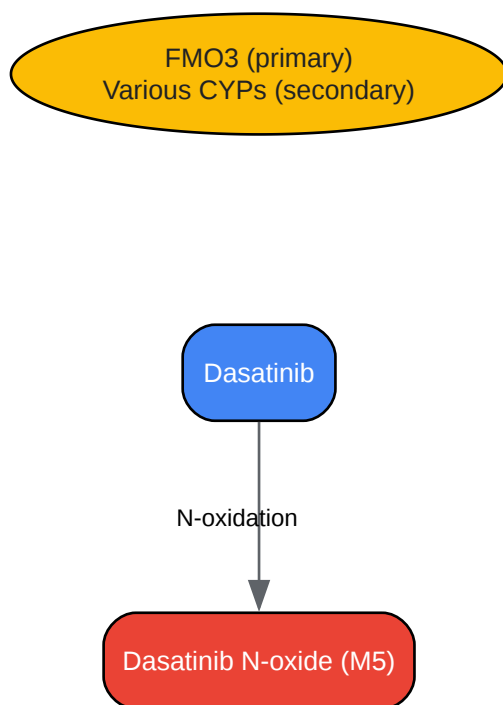 FMO3 (primary)
Various CYPs (secondary)
Dasatinib
N-oxidation
Dasatinib N-oxide (M5)